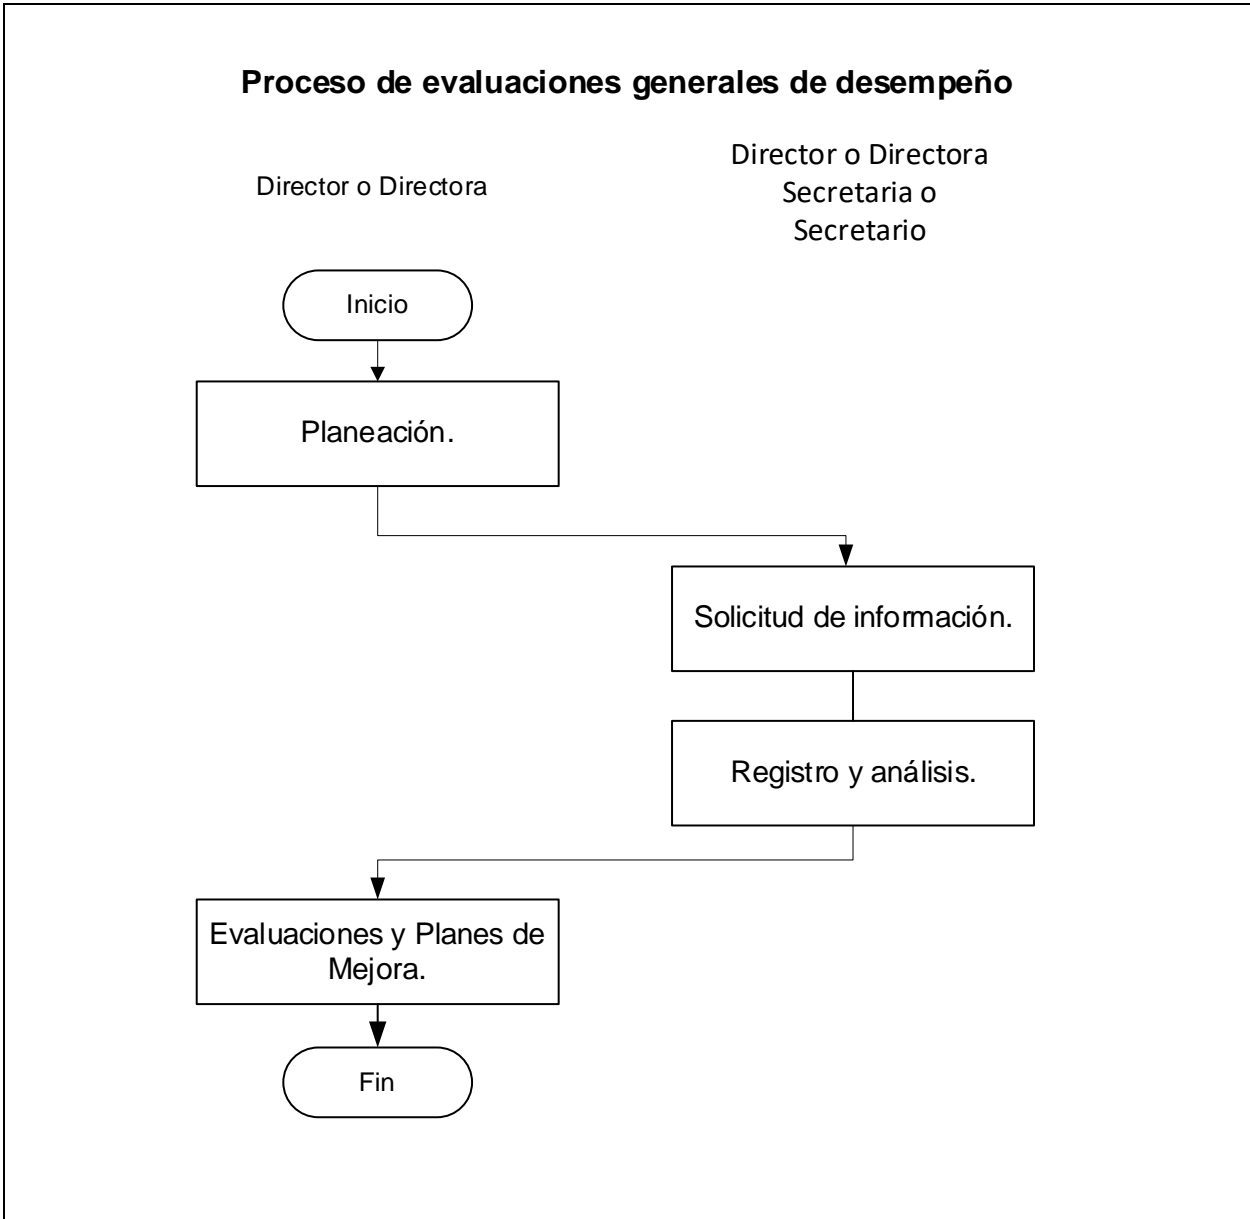 Proceso de evaluaciones generales de desempeño
Director o Directora
Director o Directora
Secretaria o
Secretario
Inicio
Planeación.
Solicitud de información.
Registro y análisis.
Evaluaciones y Planes de
Mejora.
Fin